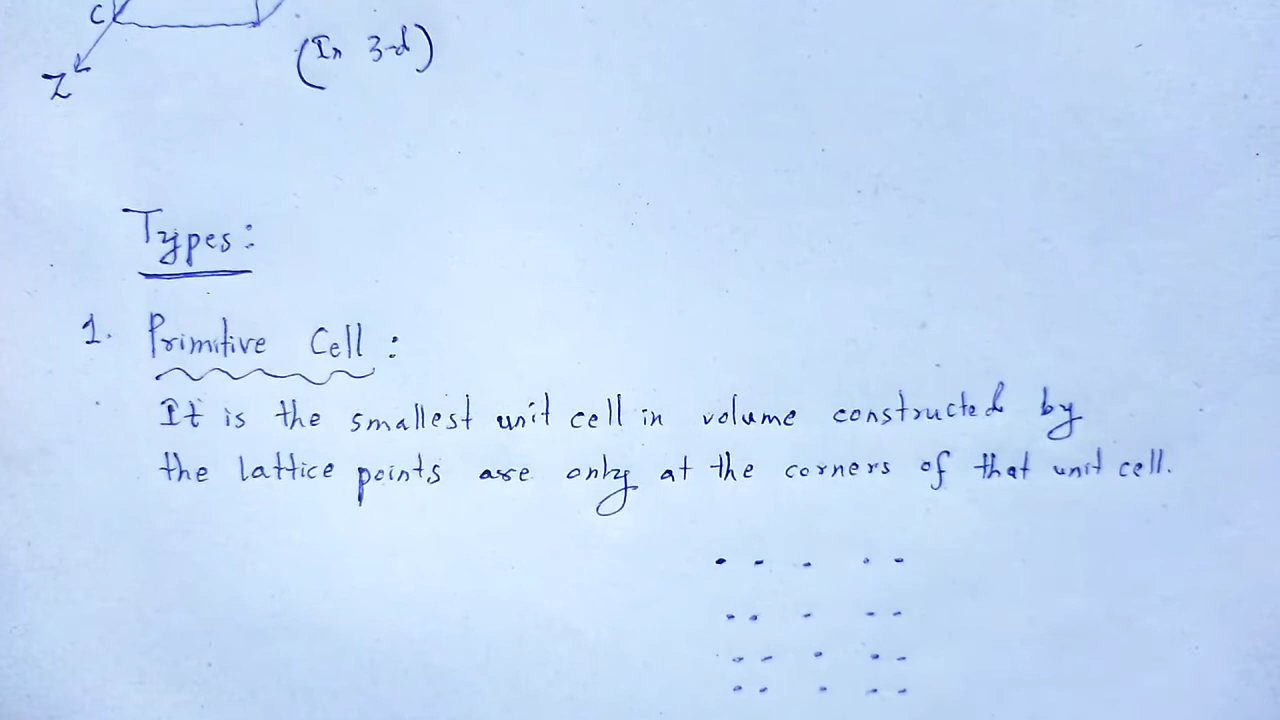 C
(In 3-d)
Z
Types:
1. Primitive Cell:
It is the smallest unit cell in volume constructed by
the lattice points are only at the corners of that unit cell.